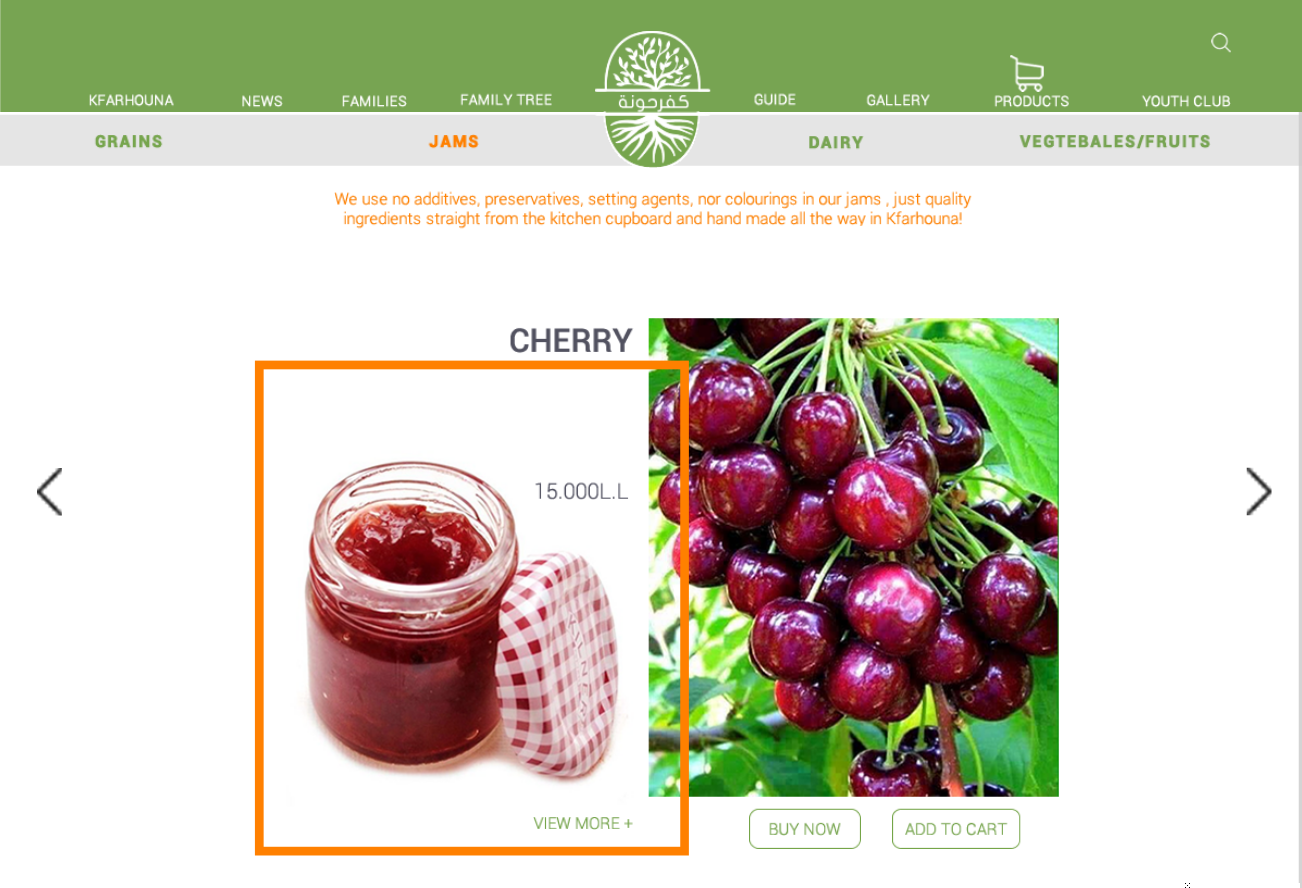 KFARHOUNA
NEWS
FAMILIES
FAMILY TREE
كفرحونة
GUIDE
GALLERY
PRODUCTS
YOUTH CLUB
GRAINS
JAMS
DAIRY
VEGTEBALES/FRUITS
We use no additives, preservatives, setting agents, nor colourings in our jams , just quality
ingredients straight from the kitchen cupboard and hand made all the way in Kfarhouna!
CHERRY
15.000L.L
KILNER
VIEW MORE +
BUY NOW
ADD TO CART